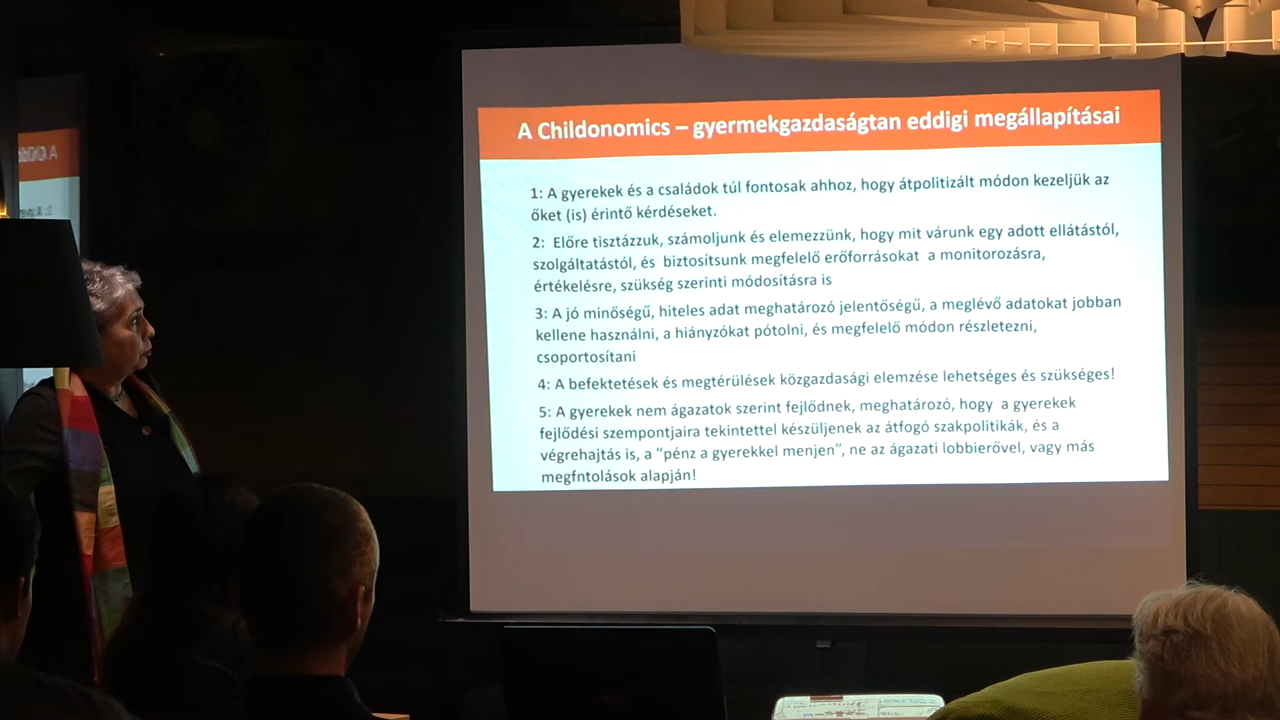 A Childonomics – gyermekgazdaságtan eddigi megállapításai
1: A gyerekek és a családok túl fontosak ahhoz, hogy átpolitizált módon kezeljük az
őket (is) érintő kérdéseket.
2: Előre tisztázzuk, számoljunk és elemezzünk, hogy mit várunk egy adott ellátástól,
szolgáltatástól, és biztosítsunk megfelelő erőforrásokat a monitorozásra,
értékelésre, szükség szerinti módosításra is
3: A jó minőségű, hiteles adat meghatározó jelentőségű, a meglévő adatokat jobban
kellene használni, a hiányzókat pótolni, és megfelelő módon részletezni,
csoportosítani
4: A befektetések és megtérülések közgazdasági elemzése lehetséges és szükséges!
5: A gyerekek nem ágazatok szerint fejlődnek, meghatározó, hogy a gyerekek
fejlődési szempontjaira tekintettel készüljenek az átfogó szakpolitikák, és a
végrehajtás is, a “pénz a gyerekkel menjen”, ne az ágazati lobbierővel, vagy más
megfntolások alapján!